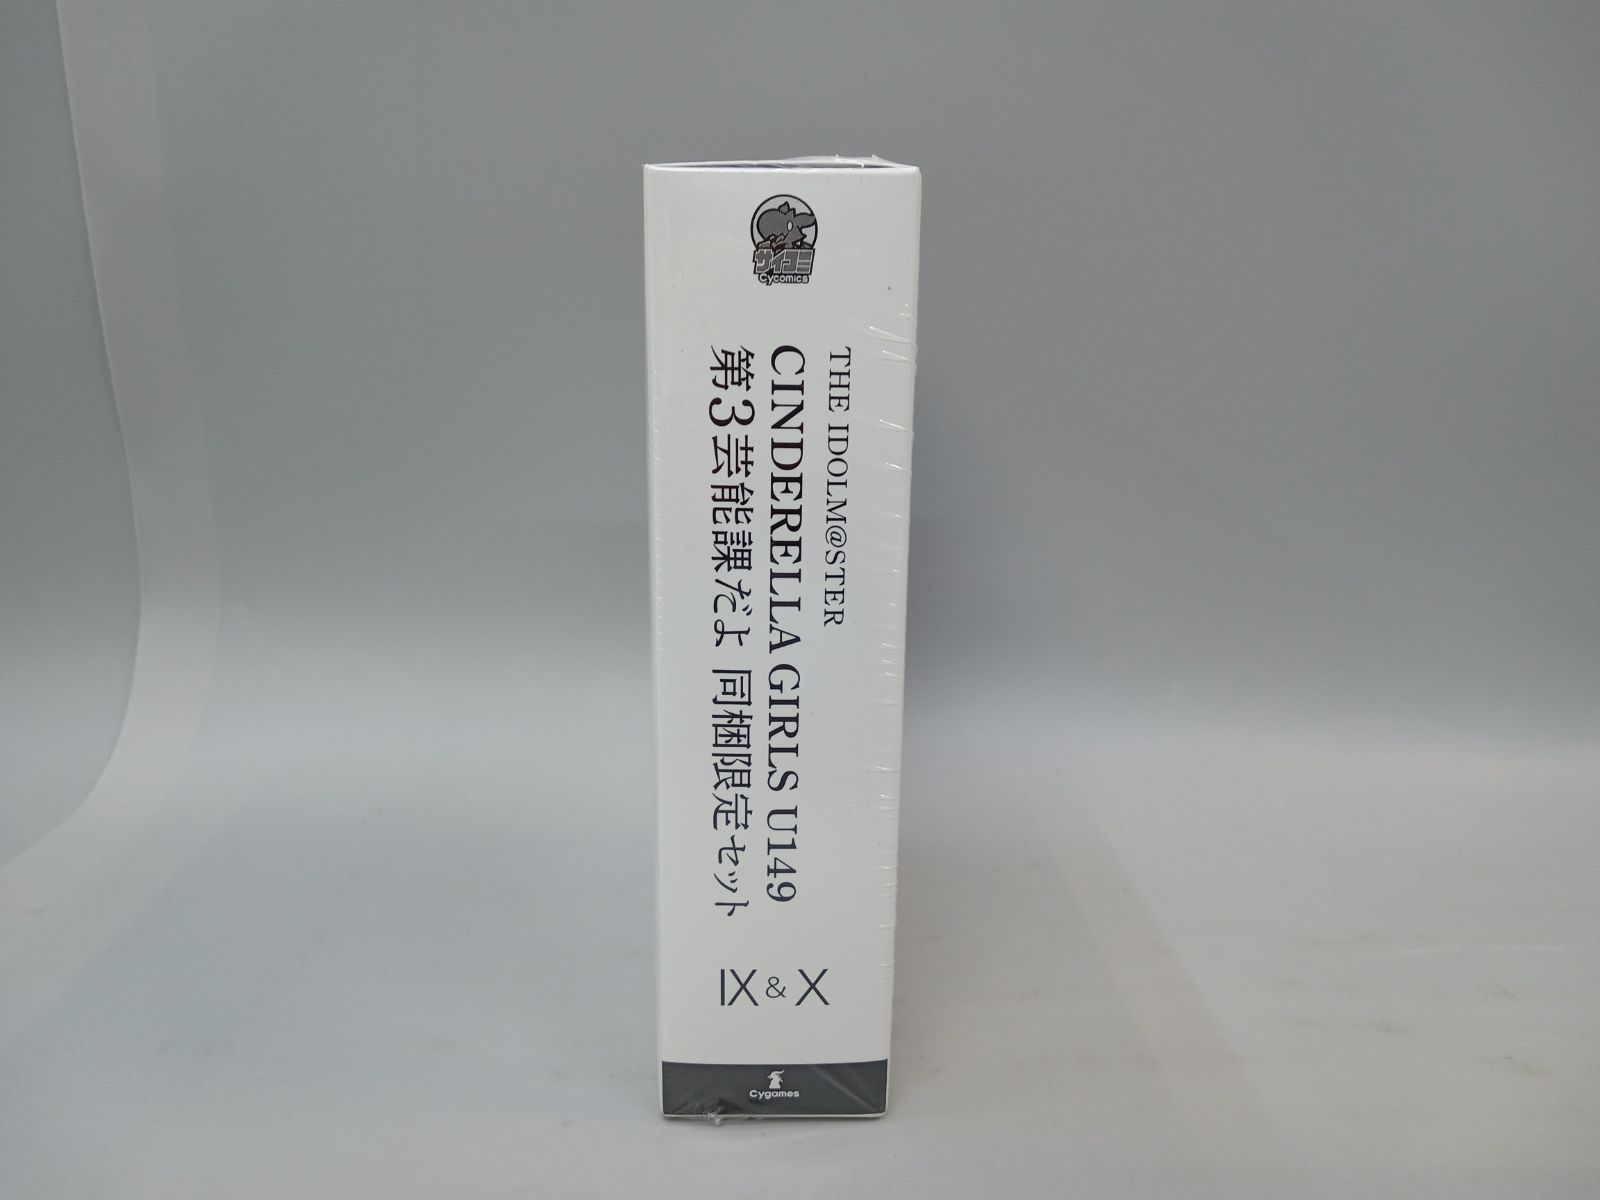 サイコミ
Cycomics
THE IDOLM@STER
CINDERELLA GIRLS U149
第3芸能課だよ 同梱限定セット
IX & X
Cygames